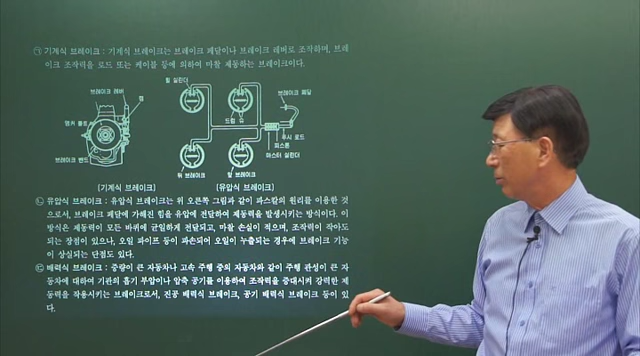 ㉠ 기계식 브레이크 : 기계식 브레이크는 브레이크 페달이나 브레이크 레버로 조작하며, 브레
이크 조작력을 로드 또는 케이블 등에 의하여 마찰 제동하는 브레이크이다.
휠 실린더
브레이크 레버
캠
브레이크 페달
앵커 볼트
드럼 슈
푸시 로드
피스톤
마스터 실린더
브레이크 밴드
뒤 브레이크
앞 브레이크
[기계식 브레이크]
[유압식 브레이크]
㉡ 유압식 브레이크 : 유압식 브레이크는 위 오른쪽 그림과 같이 파스칼의 원리를 이용한 것
으로서, 브레이크 페달에 가해진 힘을 유압에 전달하여 제동력을 발생시키는 방식이다. 이
방식은 제동력이 모든 바퀴에 균일하게 전달되고, 마찰 손실이 적으며, 조작력이 작아도
되는 장점이 있으나, 오일 파이프 등이 파손되어 오일이 누출되는 경우에 브레이크 기능
이 상실되는 단점도 있다.
㉢ 배력식 브레이크 : 중량이 큰 자동차나 고속 주행 중의 자동차와 같이 주행 관성이 큰 자
동차에 대하여 기관의 흡기 부압이나 압축 공기를 이용하여 조작력을 증대시켜 강력한 제
동력을 작용시키는 브레이크로서, 진공 배력식 브레이크, 공기 배력식 브레이크 등이 있
다.